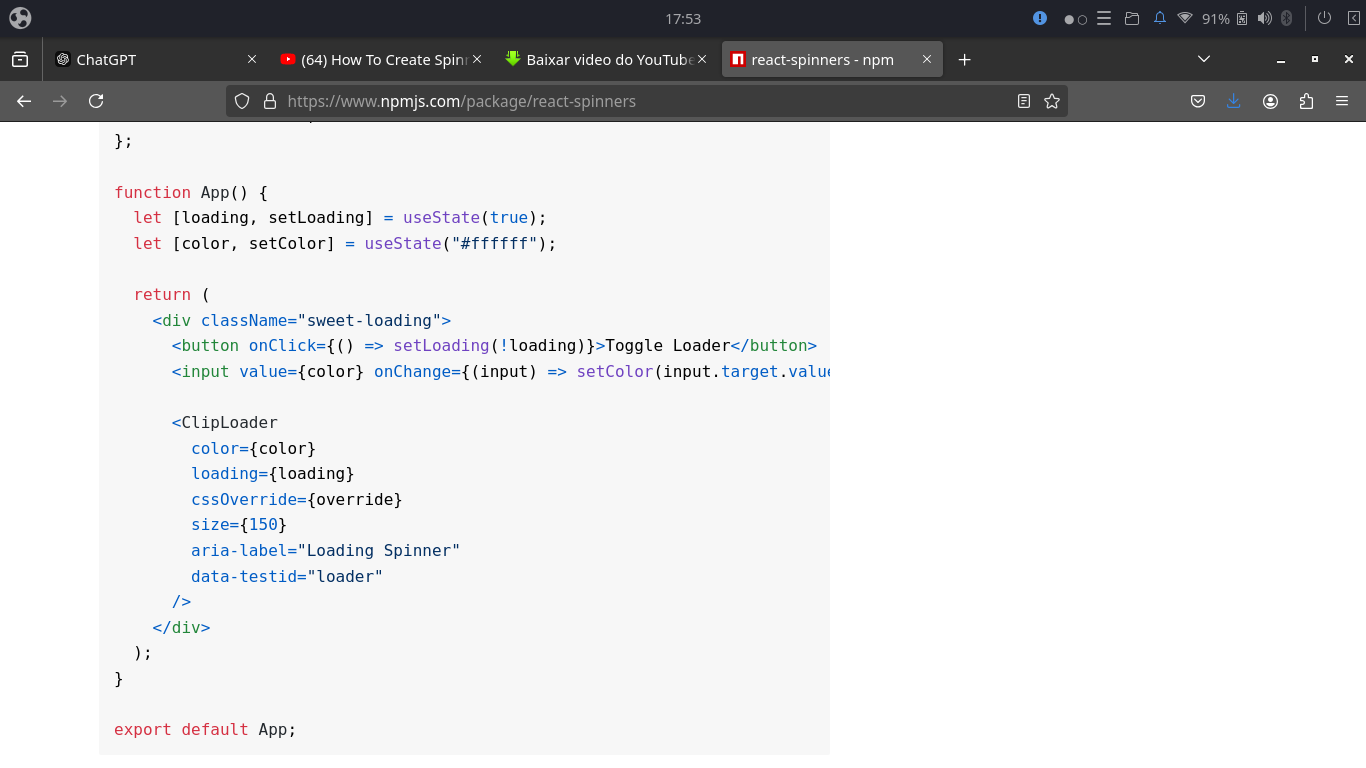 17:53
91%
ChatGPT
(64) How To Create Spin
Baixar video do YouTube
react-spinners - npm
https://www.npmjs.com/package/react-spinners
};
function App() {
  let [loading, setLoading] = useState(true);
  let [color, setColor] = useState("#ffffff");
  return (
    <div className="sweet-loading">
      <button onClick={() => setLoading(!loading)}>Toggle Loader</button>
      <input value={color} onChange={(input) => setColor(input.target.value
      <ClipLoader
        color={color}
        loading={loading}
        cssOverride={override}
        size={150}
        aria-label="Loading Spinner"
        data-testid="loader"
      />
    </div>
  );
}
export default App;